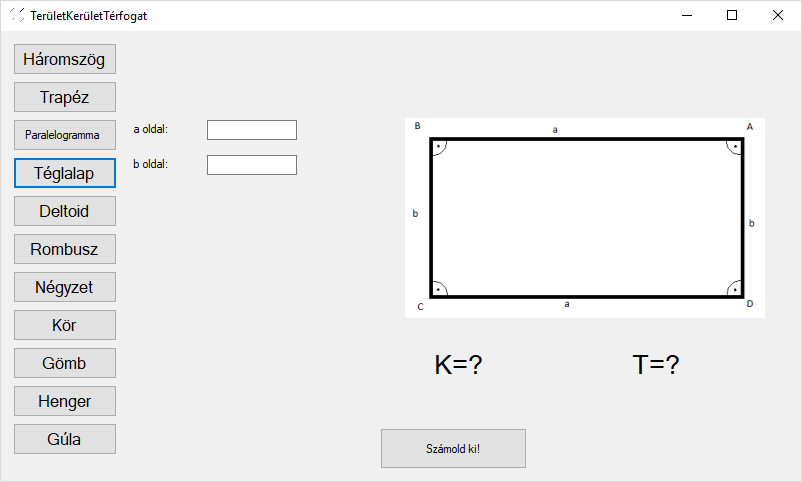 TerületKerületTérfogat
Háromszög
Trapéz
Paralelogramma
Téglalap
Deltoid
Rombusz
Négyzet
Kör
Gömb
Henger
Gúla
a oldal:
b oldal:
B
a
A
b
b
C
a
D
K=?
T=?
Számold ki!